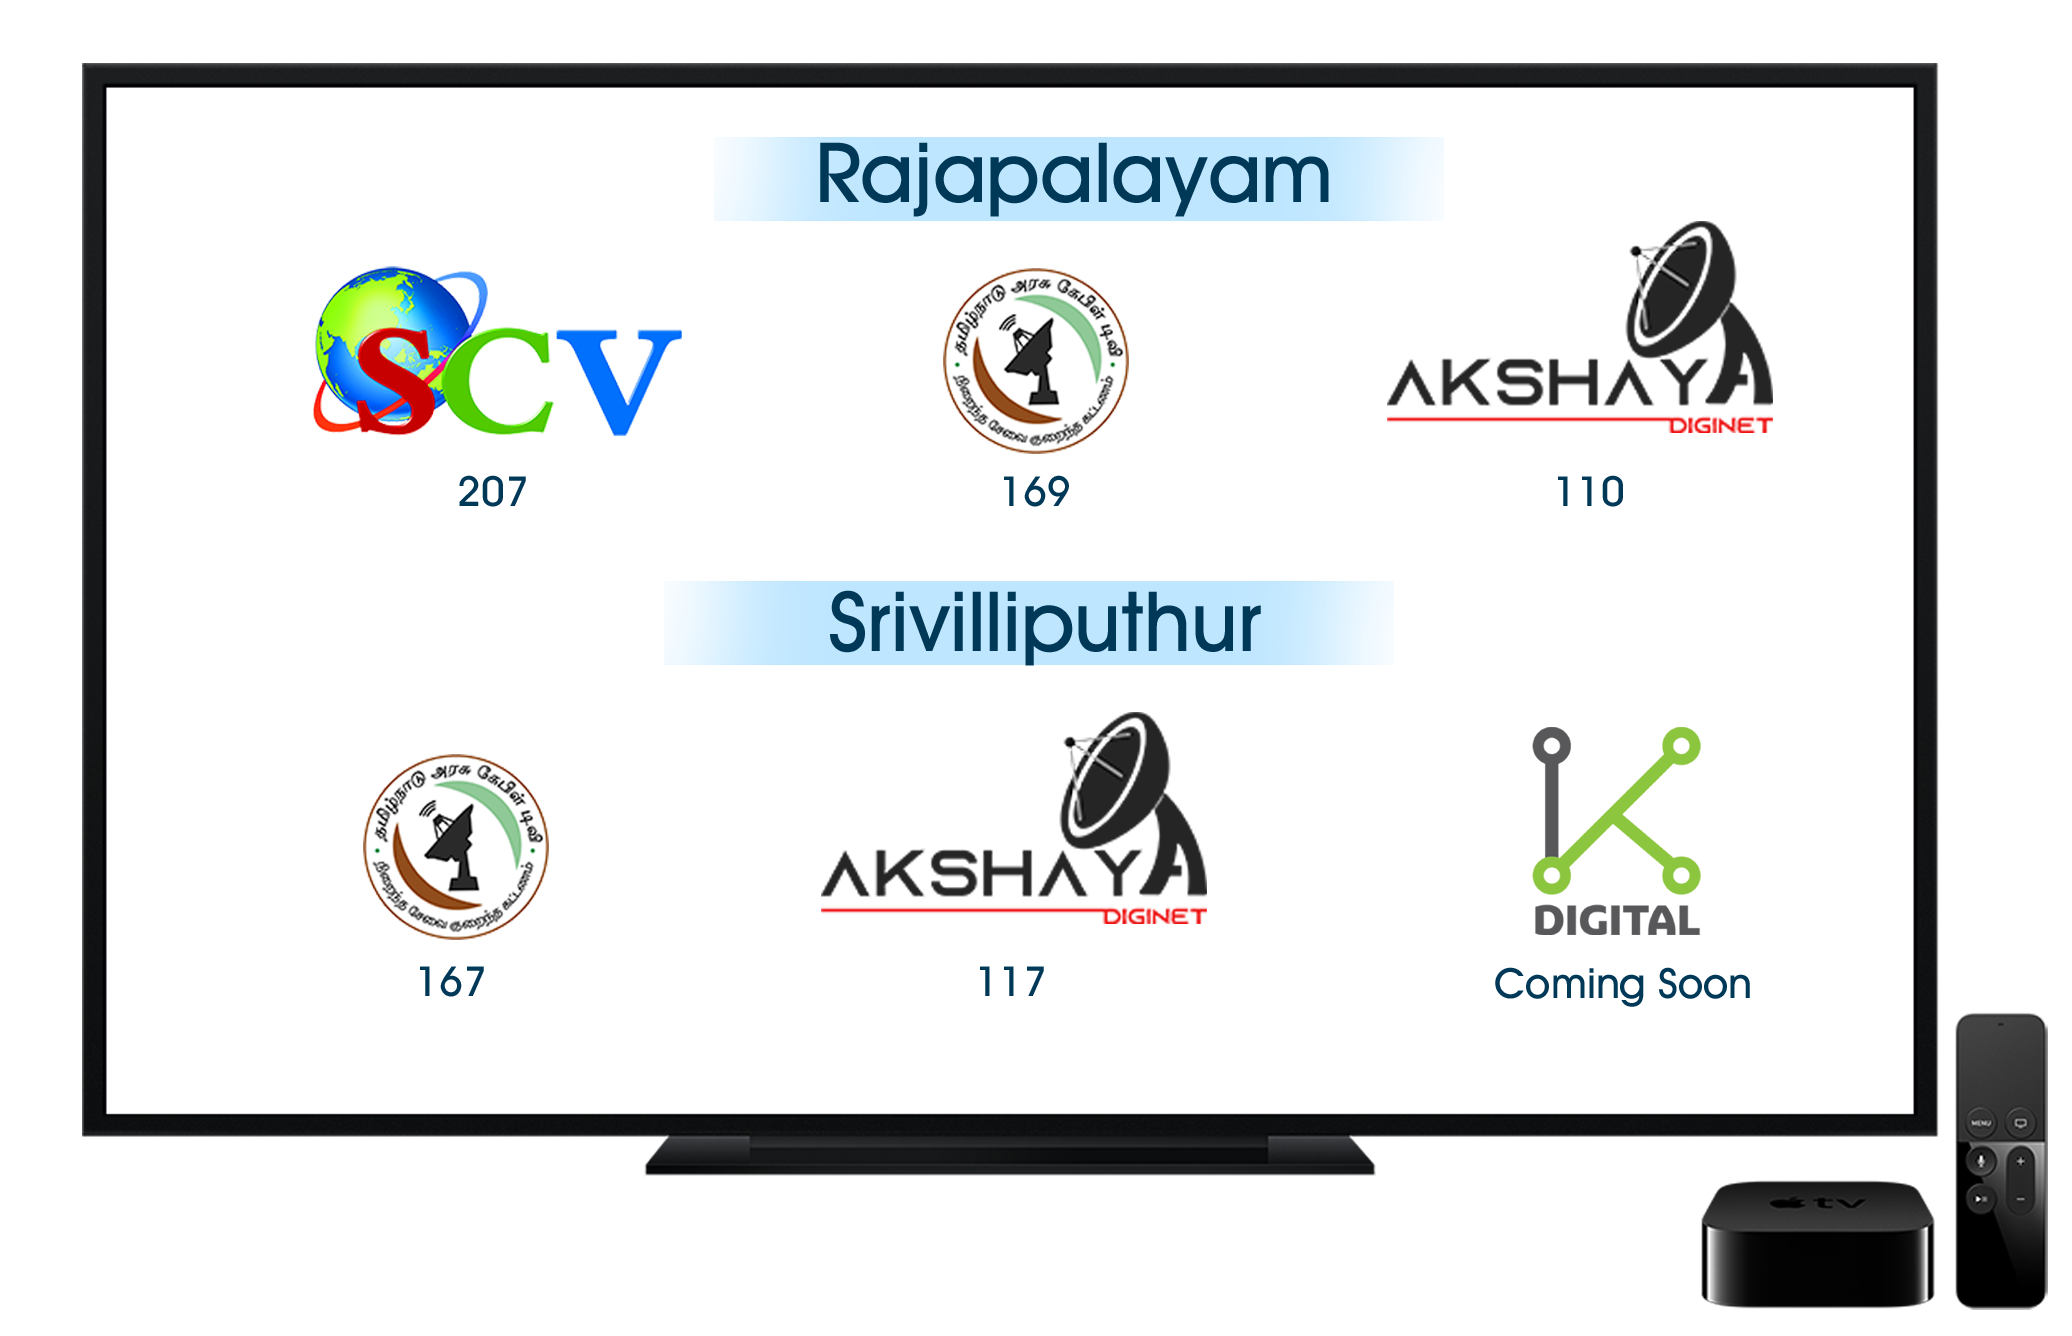 Rajapalayam
SCV
தமிழ்நாடு அரசு கேபிள் டி.வி
நிறைந்த சேவை குறைந்த கட்டணம்
AKSHAYA
DIGINET
207
169
110
Srivilliputhur
தமிழ்நாடு அரசு கேபிள் டி.வி
நிறைந்த சேவை குறைந்த கட்டணம்
AKSHAYA
DIGINET
K
DIGITAL
167
117
Coming Soon
MENU
tv